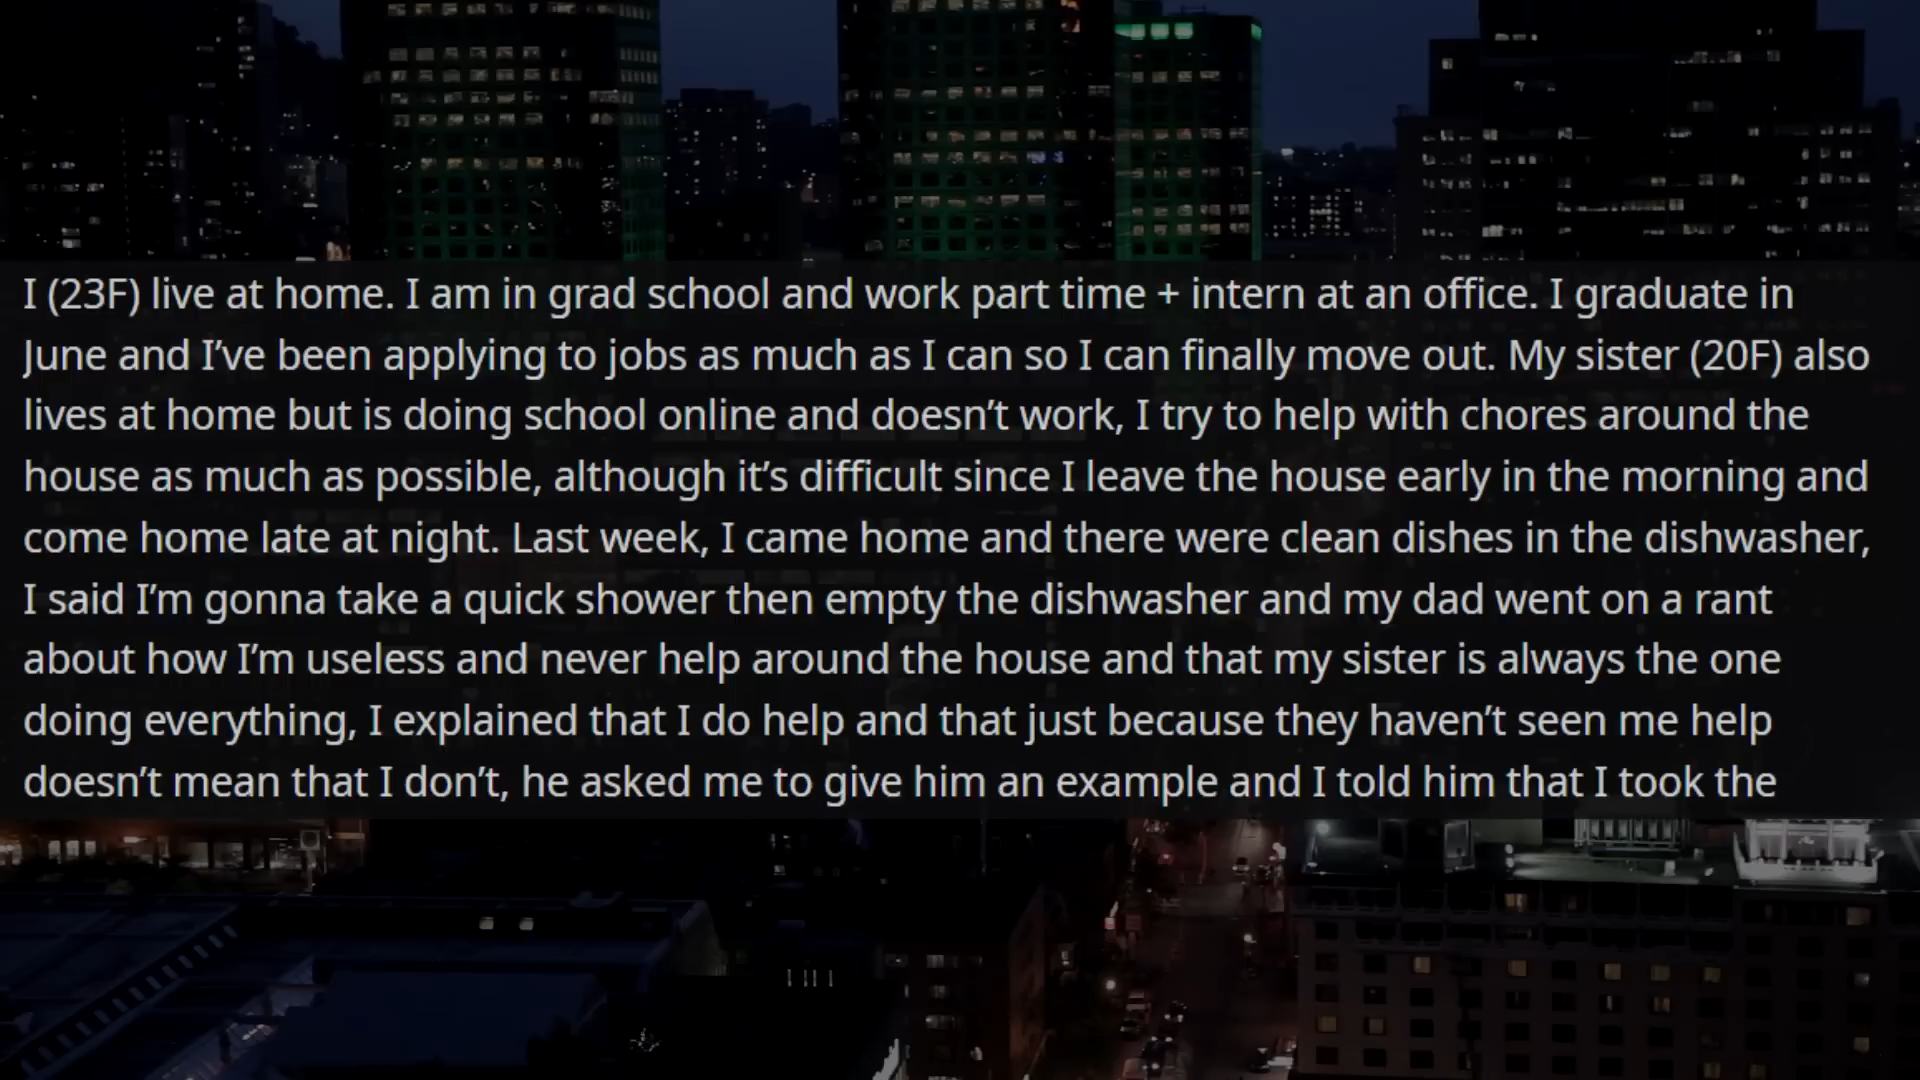 I (23F) live at home. I am in grad school and work part time + intern at an office. I graduate in
June and I’ve been applying to jobs as much as I can so I can finally move out. My sister (20F) also
lives at home but is doing school online and doesn’t work, I try to help with chores around the
house as much as possible, although it’s difficult since I leave the house early in the morning and
come home late at night. Last week, I came home and there were clean dishes in the dishwasher,
I said I’m gonna take a quick shower then empty the dishwasher and my dad went on a rant
about how I’m useless and never help around the house and that my sister is always the one
doing everything, I explained that I do help and that just because they haven’t seen me help
doesn’t mean that I don’t, he asked me to give him an example and I told him that I took the